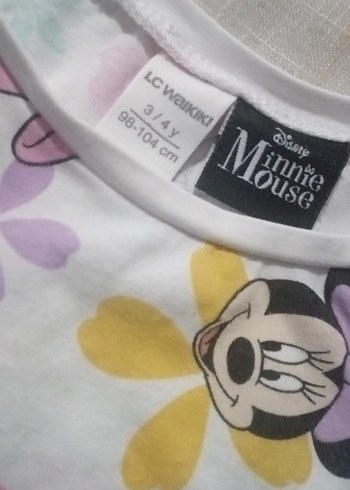 LC WAIKIKI
3 / 4 y
98-104 cm
Disney
Minnie
Mouse